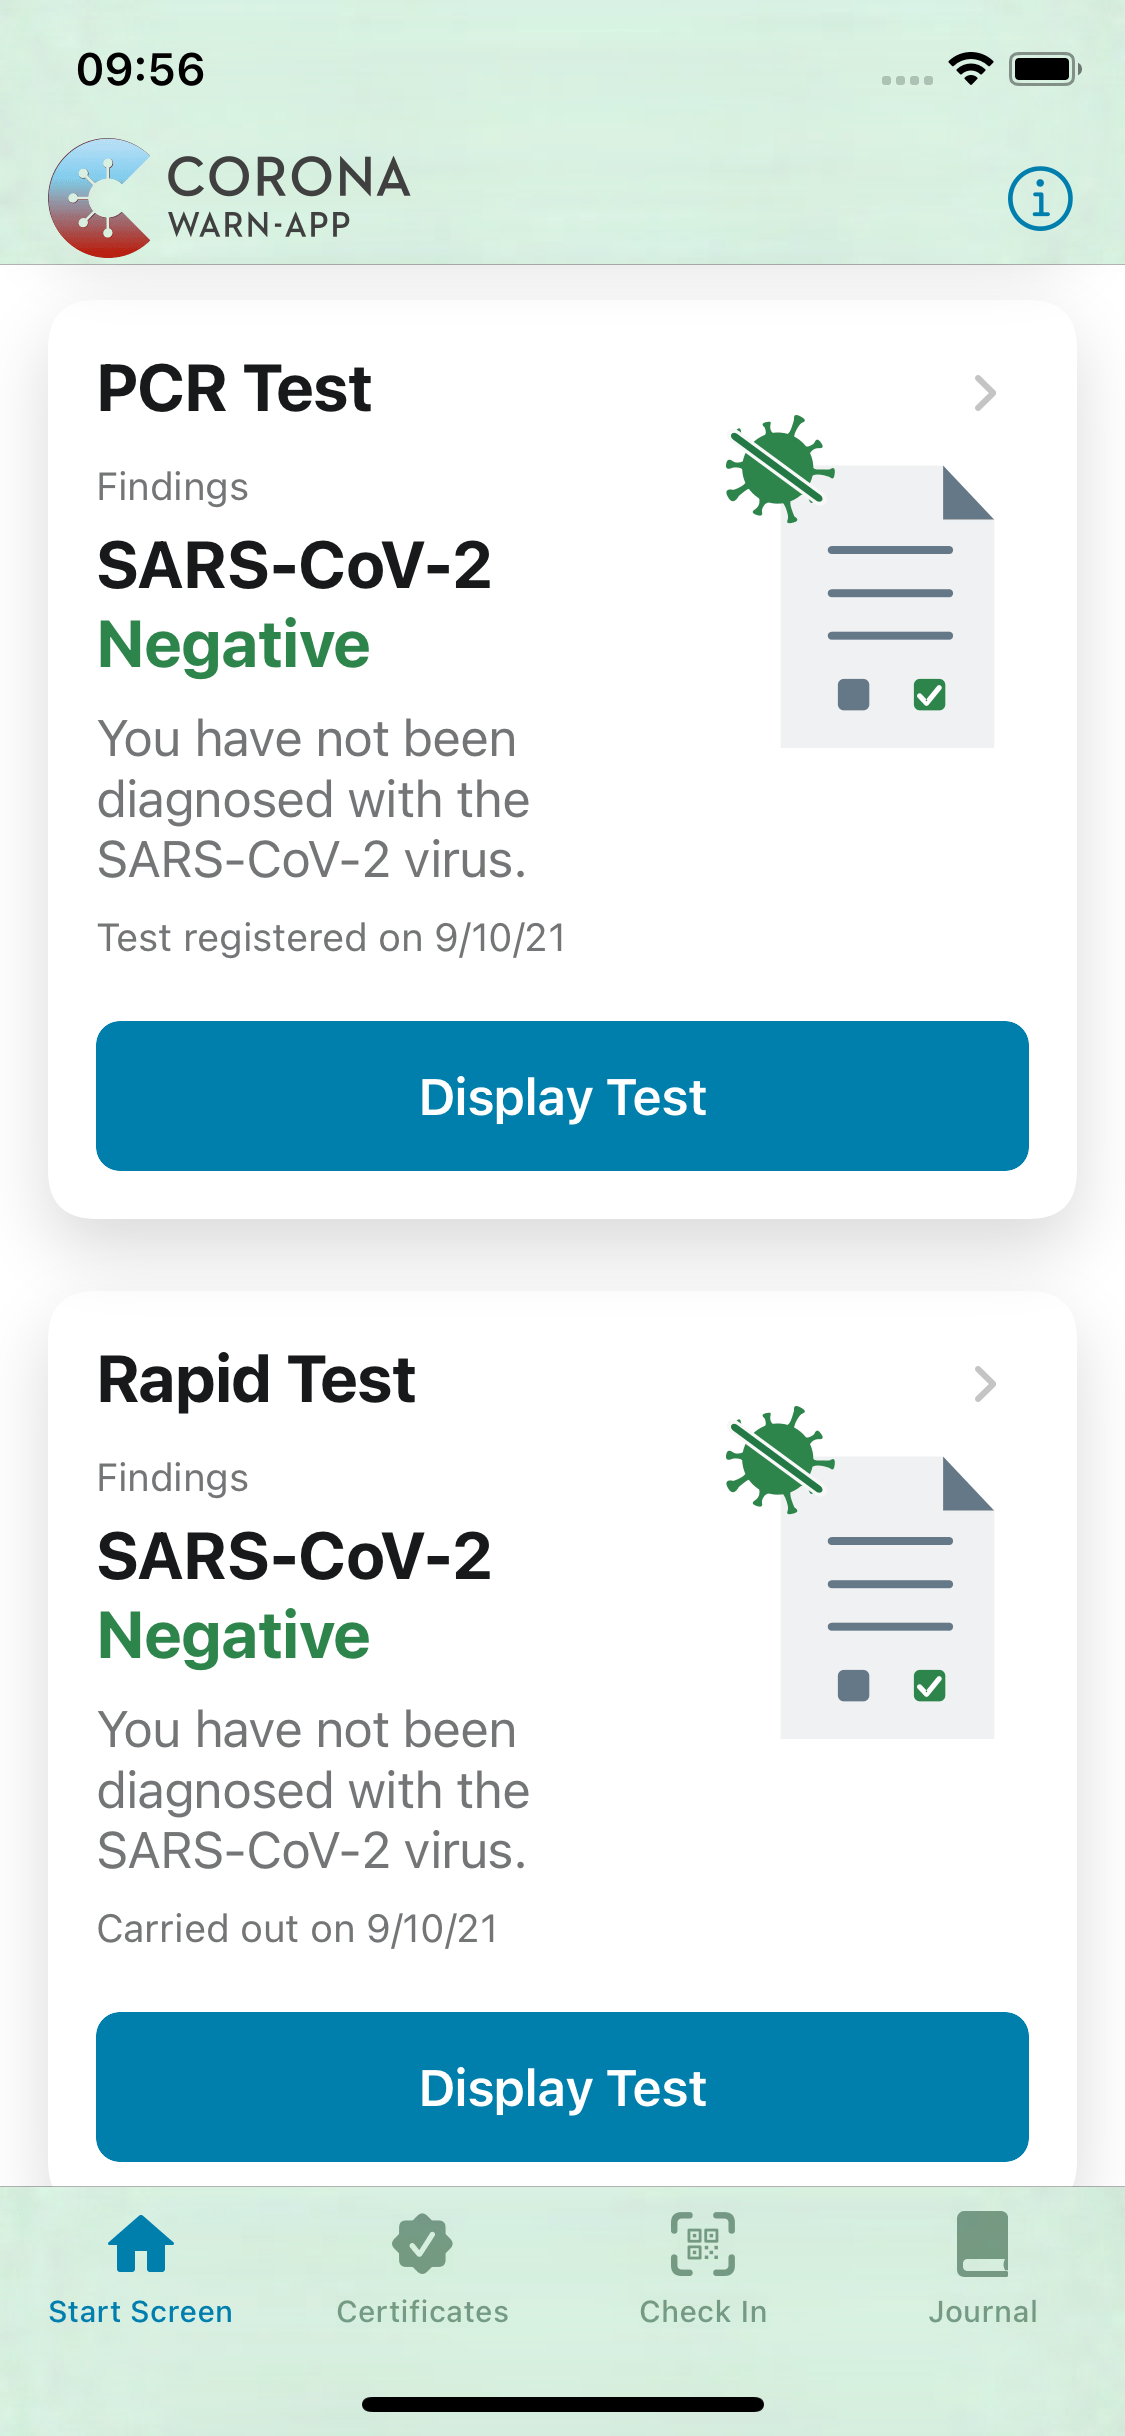 09:56
CORONA
WARN-APP
PCR Test
Findings
SARS-CoV-2
Negative
You have not been
diagnosed with the
SARS-CoV-2 virus.
Test registered on 9/10/21
Display Test
Rapid Test
Findings
SARS-CoV-2
Negative
You have not been
diagnosed with the
SARS-CoV-2 virus.
Carried out on 9/10/21
Display Test
Start Screen
Certificates
Check In
Journal